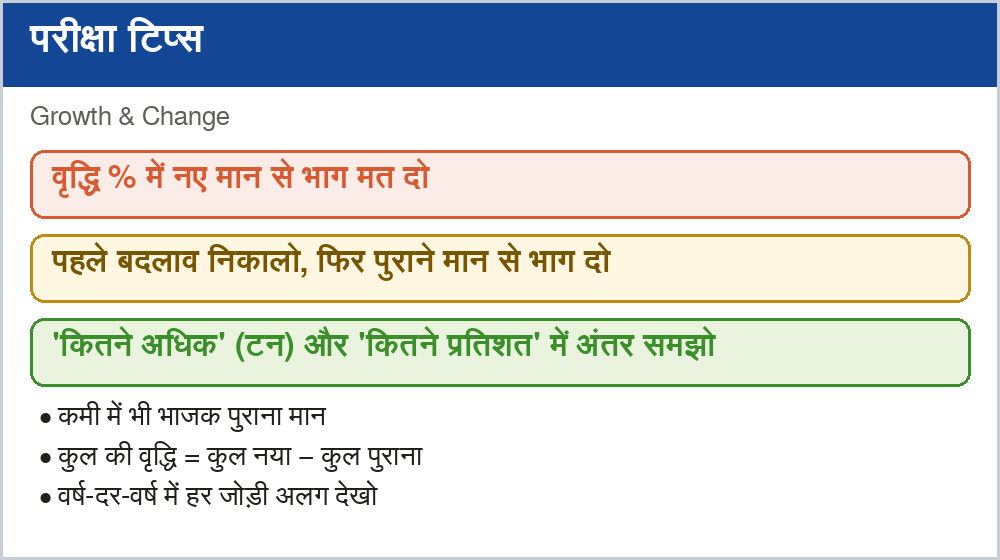 परीक्षा टिप्स
Growth & Change
वृद्धि % में नए मान से भाग मत दो
पहले बदलाव निकालो, फिर पुराने मान से भाग दो
'कितने अधिक' (टन) और 'कितने प्रतिशत' में अंतर समझो
• कमी में भी भाजक पुराना मान
• कुल की वृद्धि = कुल नया − कुल पुराना
• वर्ष-दर-वर्ष में हर जोड़ी अलग देखो